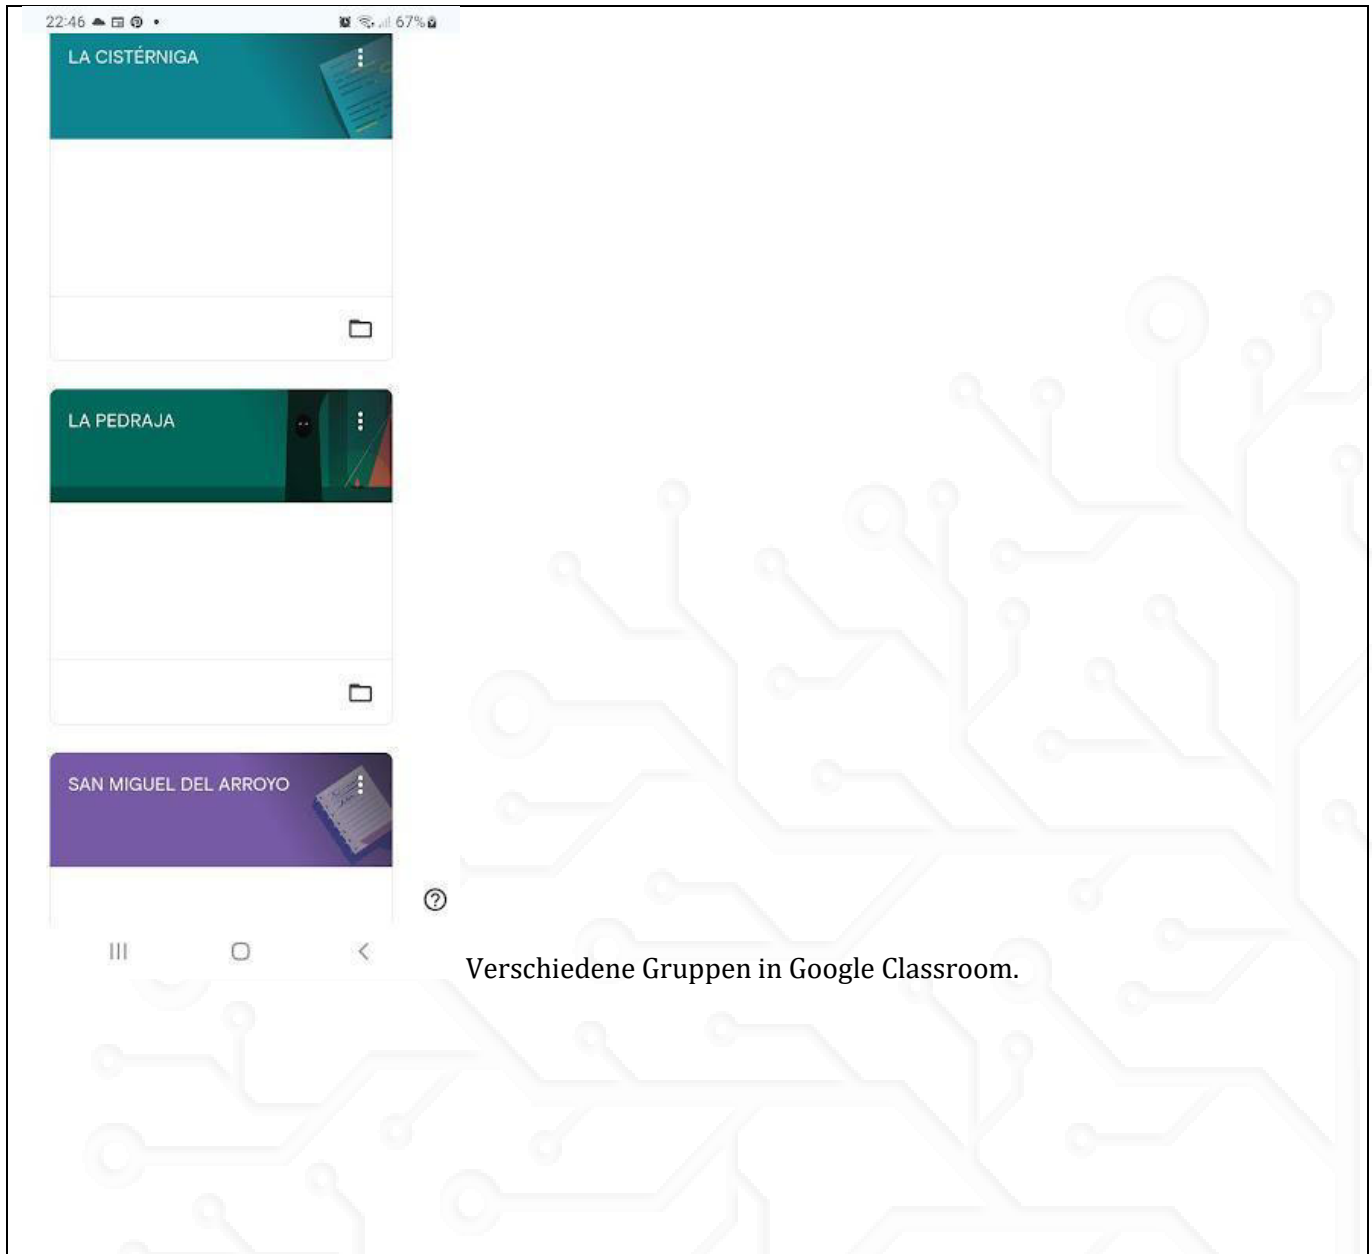 22:46 67%
LA CISTÉRNIGA
LA PEDRAJA
SAN MIGUEL DEL ARROYO
Verschiedene Gruppen in Google Classroom.